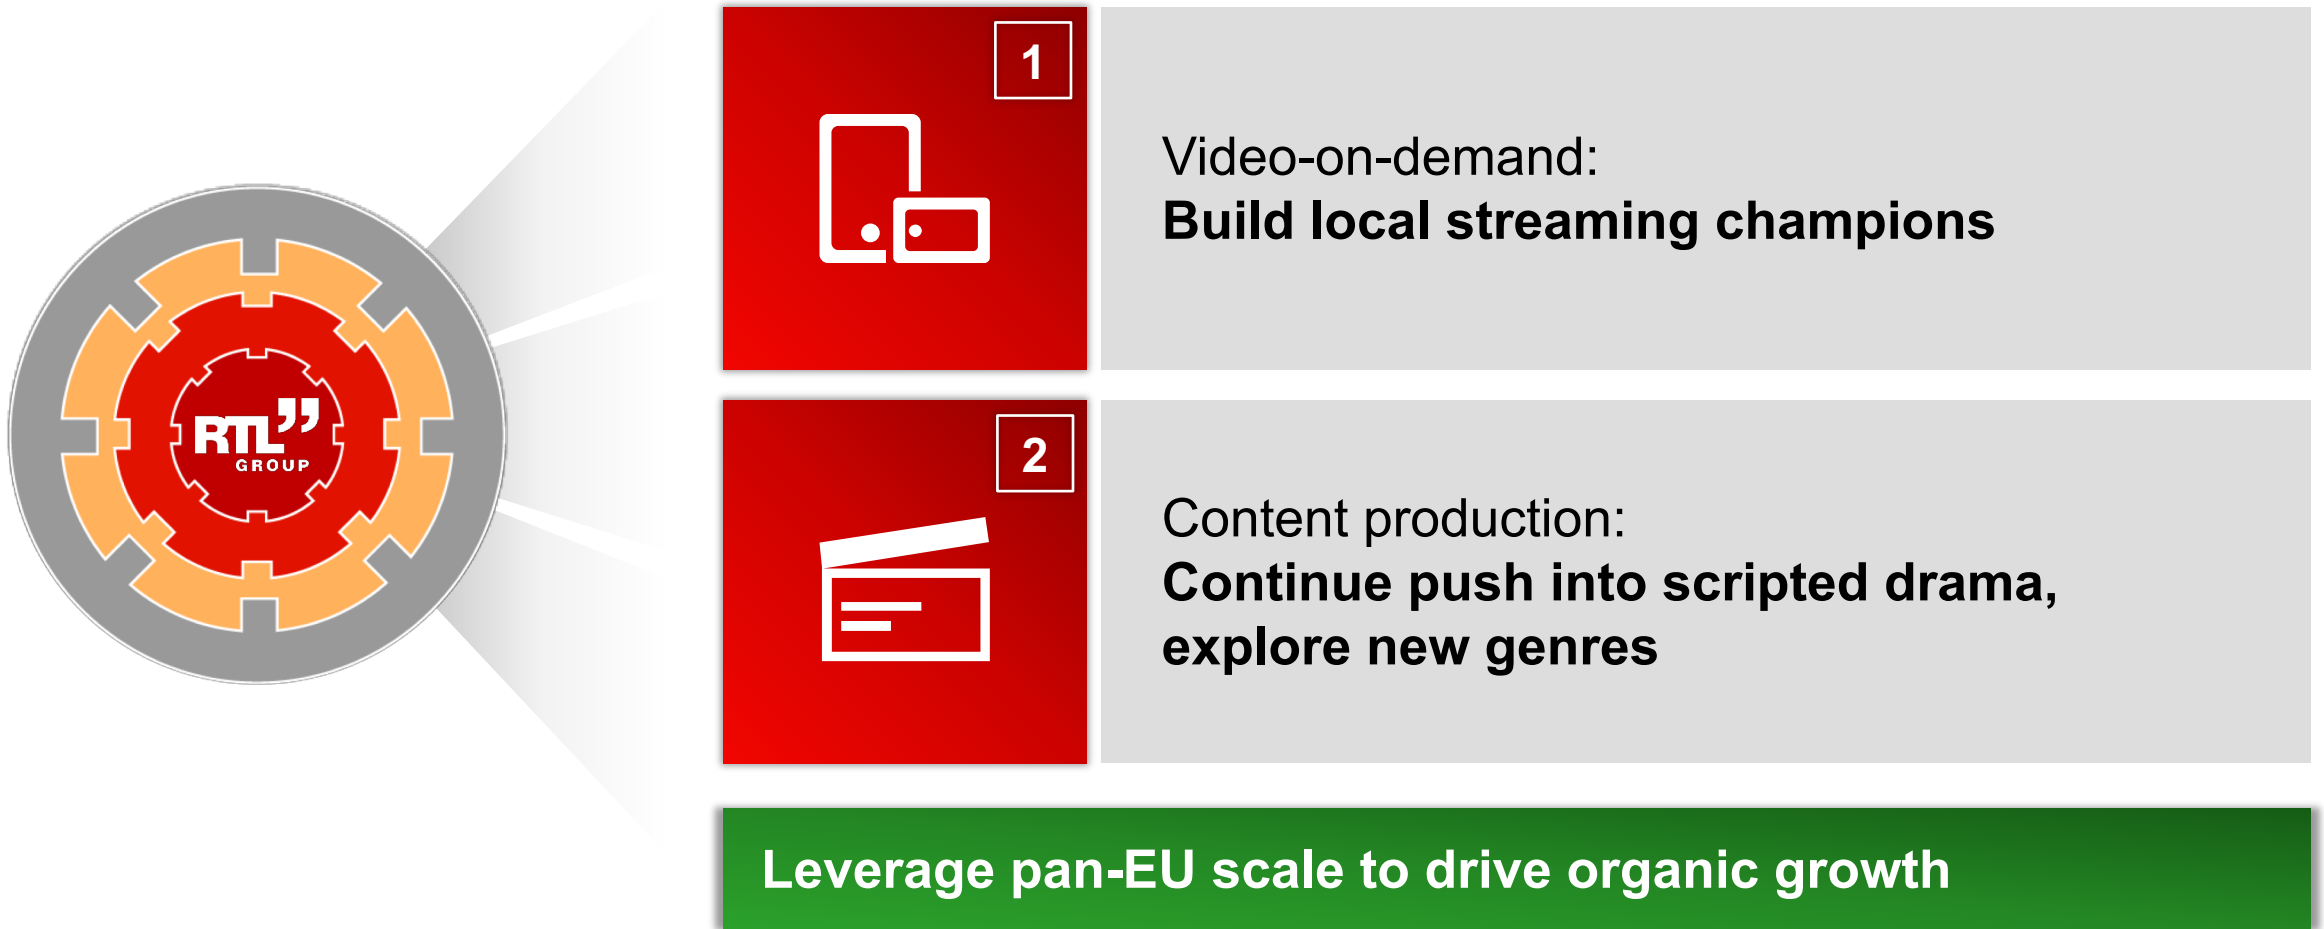 RTL”
GROUP
1
Video-on-demand:
Build local streaming champions
2
Content production:
Continue push into scripted drama,
explore new genres
Leverage pan-EU scale to drive organic growth